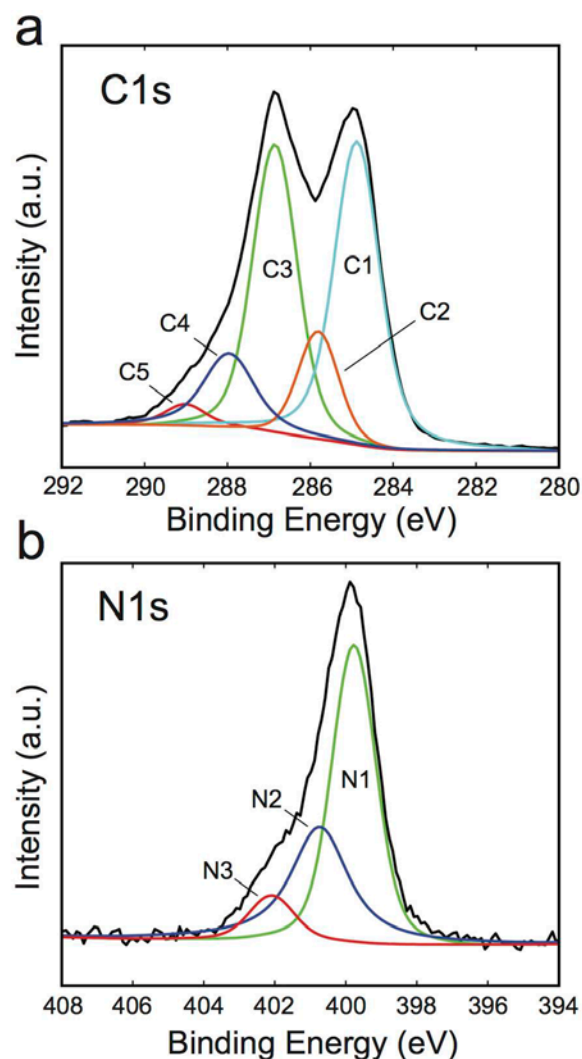 a
C1s
C3
C1
C4
C2
C5
Intensity (a.u.)
292 290 288 286 284 282 280
Binding Energy (eV)
b
N1s
N1
N2
N3
Intensity (a.u.)
408 406 404 402 400 398 396 394
Binding Energy (eV)